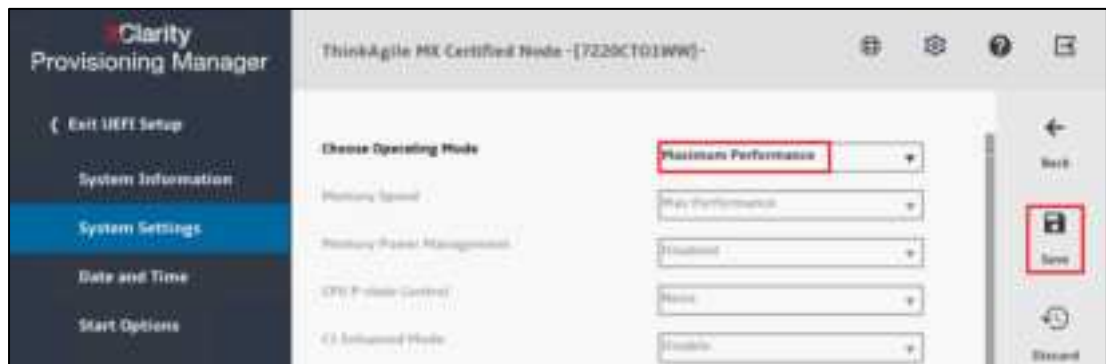 XClarity
Provisioning Manager
ThinkAgile MX Certified Node -[7Z20CTO1WW]-
Exit UEFI Setup
System Information
System Settings
Date and Time
Start Options
Choose Operating Mode
Maximum Performance
Memory Speed
Max Performance
Memory Power Management
Disabled
CPU P-state Control
None
C1 Enhanced Mode
Disable
Back
Save
Discard